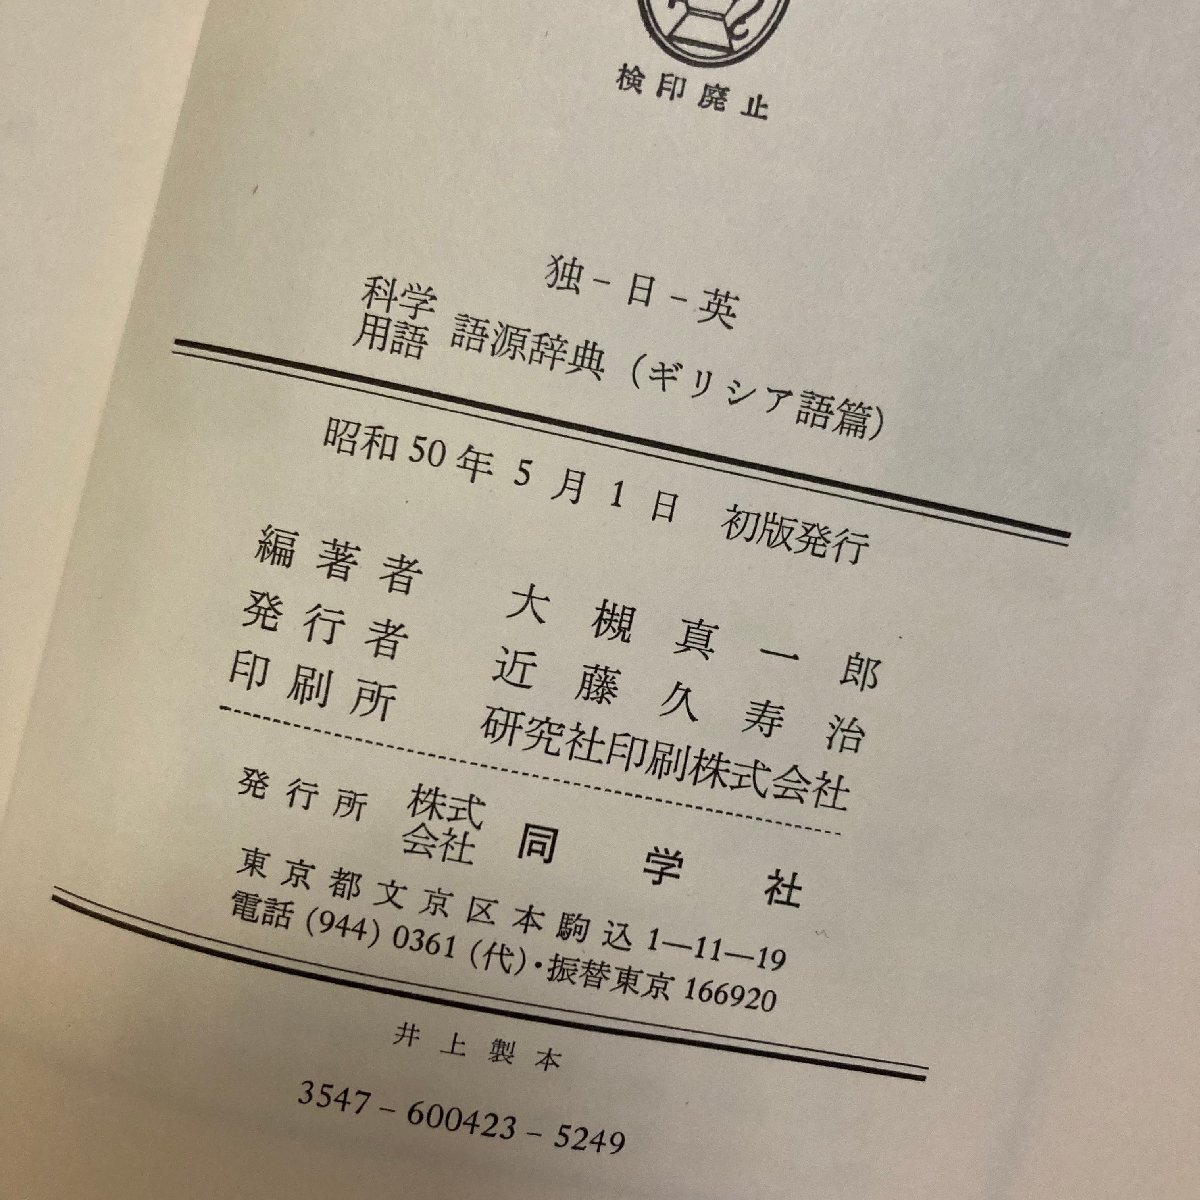 検印廃止
独-日-英
科学用語 語源辞典 (ギリシア語篇)
昭和50年 5月1日 初版発行
編著者 大槻真一郎
発行者 近藤久寿治
印刷所 研究社印刷株式会社
発行所 株式会社 同学社
東京都文京区本駒込1—11—19
電話 (944) 0361 (代)・振替東京 166920
井上製本
3547-600423-5249